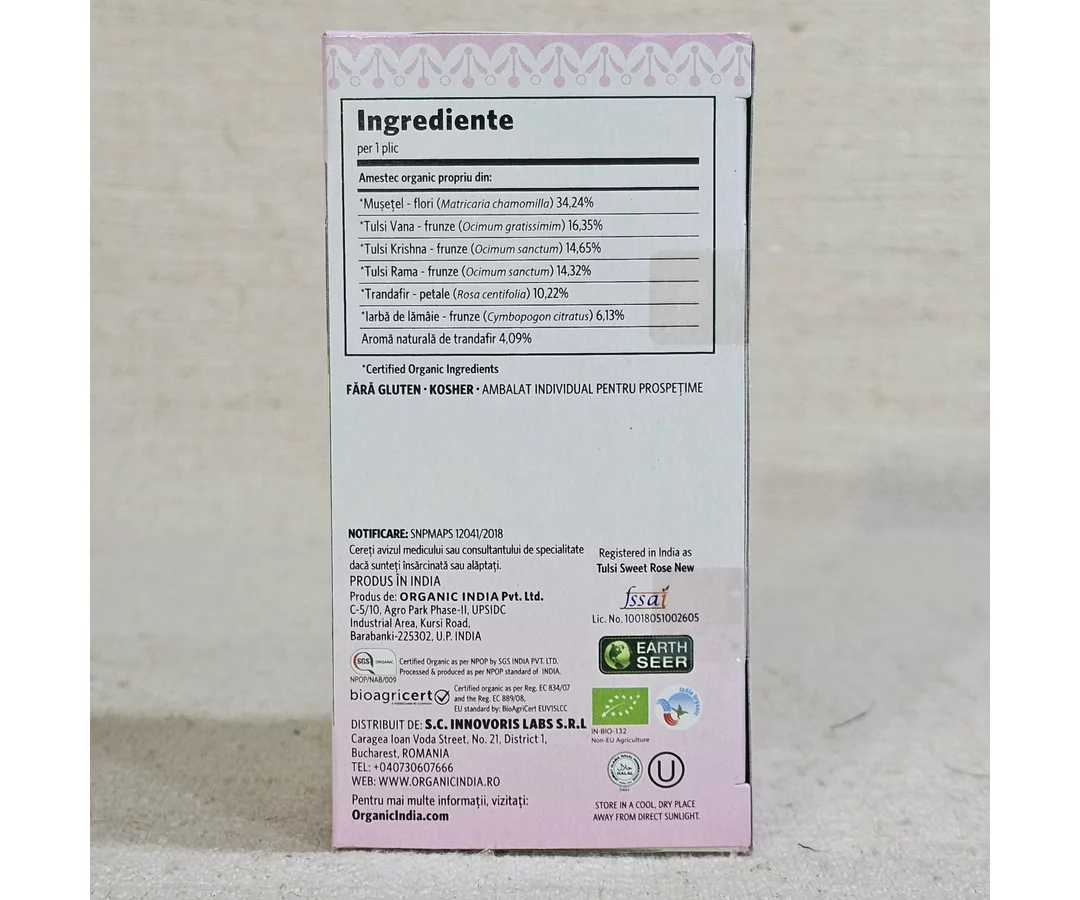 Ingrediente
per 1 plic
Amestec organic propriu din:
*Mușețel - flori (Matricaria chamomilla) 34,24%
*Tulsi Vana - frunze (Ocimum gratissimim) 16,35%
*Tulsi Krishna - frunze (Ocimum sanctum) 14,65%
*Tulsi Rama - frunze (Ocimum sanctum) 14,32%
*Trandafir - petale (Rosa centifolia) 10,22%
*Iarbă de lămâie - frunze (Cymbopogon citratus) 6,13%
Aromă naturală de trandafir 4,09%
*Certified Organic Ingredients
FĂRĂ GLUTEN · KOSHER · AMBALAT INDIVIDUAL PENTRU PROSPEȚIME
NOTIFICARE: SNPMAPS 12041/2018
Cereți avizul medicului sau consultantului de specialitate
dacă sunteți însărcinată sau alăptați.
PRODUS ÎN INDIA
Produs de: ORGANIC INDIA Pvt. Ltd.
C-5/10, Agro Park Phase-II, UPSIDC
Industrial Area, Kursi Road,
Barabanki-225302, U.P. INDIA
SGS ORGANIC
NPOP/NAB/009
Certified Organic as per NPOP by SGS INDIA PVT. LTD.
Processed & produced as per NPOP standard of INDIA.
bioagricert
Certified organic as per Reg. EC 834/07
and the Reg. EC 889/08,
EU standard by: BioAgriCert EUV1SLCC
DISTRIBUIT DE: S.C. INNOVORIS LABS S.R.L
Caragea Ioan Voda Street, No. 21, District 1,
Bucharest, ROMANIA
TEL: +040730607666
WEB: WWW.ORGANICINDIA.RO
Pentru mai multe informații, vizitați:
OrganicIndia.com
Registered in India as
Tulsi Sweet Rose New
fssai
Lic. No. 10018051002605
EARTH
SEER
India Organic
IN-BIO-132
Non-EU Agriculture
HALAL
U
STORE IN A COOL, DRY PLACE
AWAY FROM DIRECT SUNLIGHT.